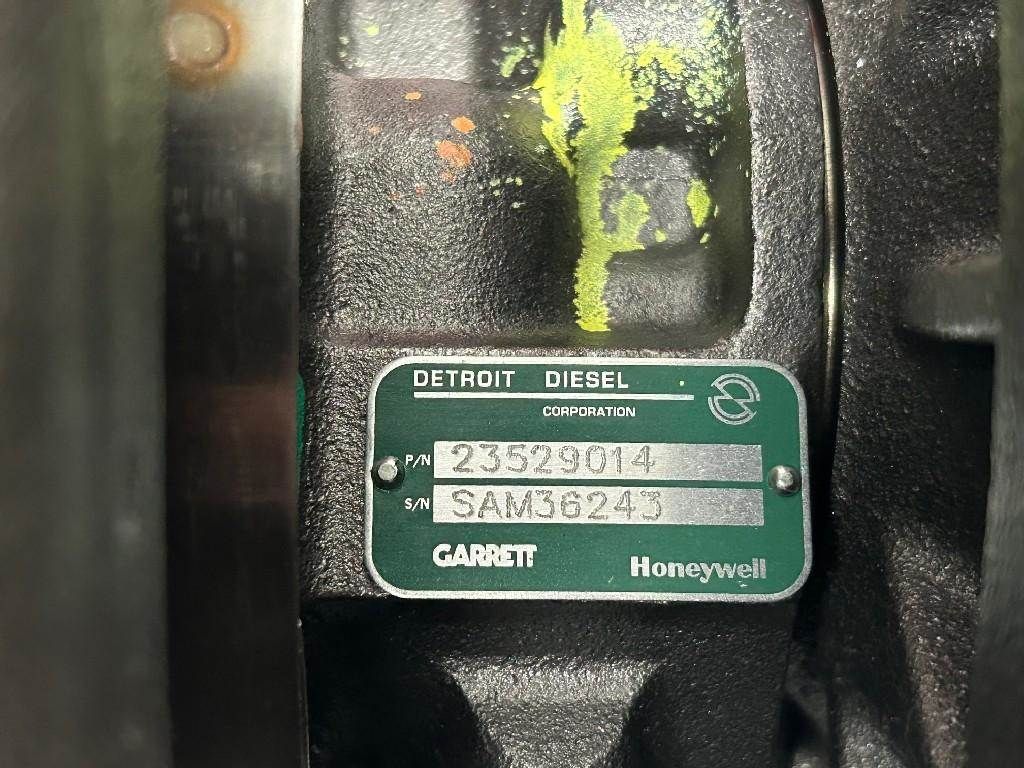 DETROIT DIESEL
CORPORATION
P/N 23529014
S/N SAM36243
GARRETT Honeywell